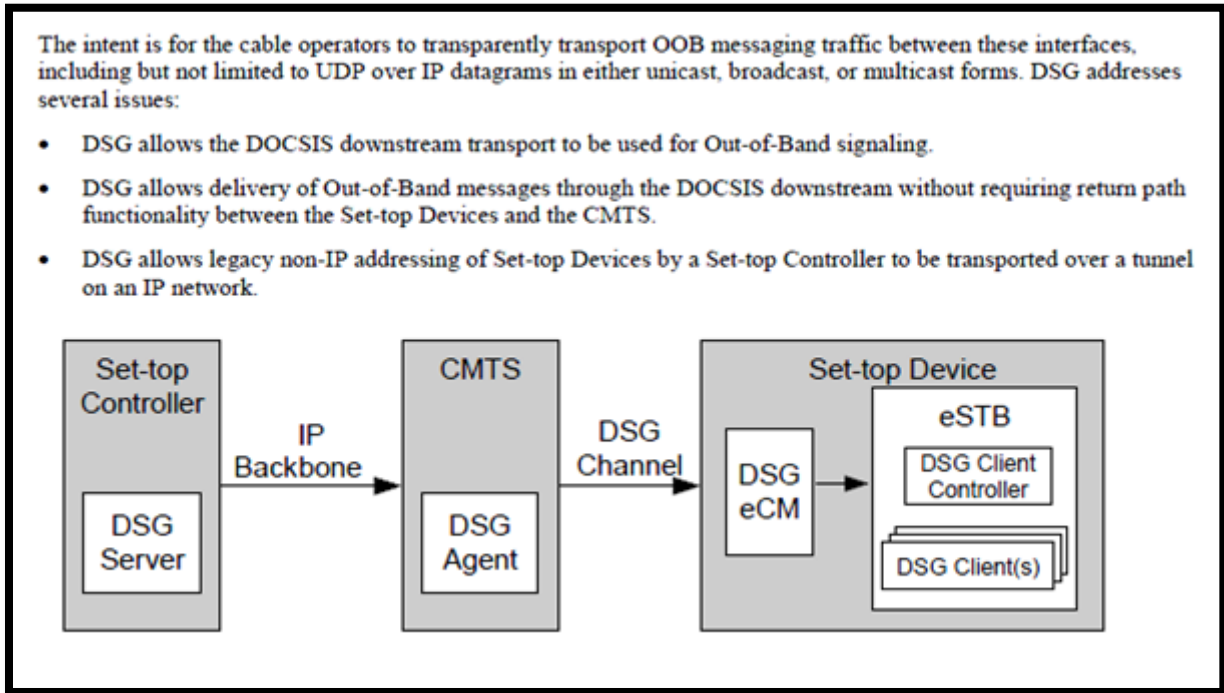 The intent is for the cable operators to transparently transport OOB messaging traffic between these interfaces,
including but not limited to UDP over IP datagrams in either unicast, broadcast, or multicast forms. DSG addresses
several issues:
• DSG allows the DOCSIS downstream transport to be used for Out-of-Band signaling.
• DSG allows delivery of Out-of-Band messages through the DOCSIS downstream without requiring return path
functionality between the Set-top Devices and the CMTS.
• DSG allows legacy non-IP addressing of Set-top Devices by a Set-top Controller to be transported over a tunnel
on an IP network.
Set-top
Controller
DSG
Server
IP
Backbone
CMTS
DSG
Agent
DSG
Channel
Set-top Device
DSG
eCM
eSTB
DSG Client
Controller
DSG Client(s)